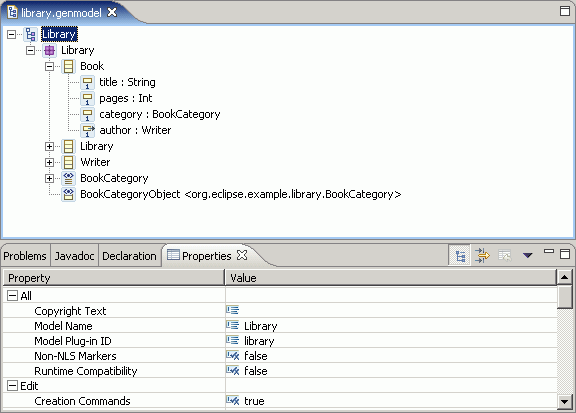 library.genmodel
Library
Library
Book
title : String
pages : Int
category : BookCategory
author : Writer
Library
Writer
BookCategory
BookCategoryObject <org.eclipse.example.library.BookCategory>
Problems Javadoc Declaration Properties
Property Value
All
Copyright Text
Model Name Library
Model Plug-in ID library
Non-NLS Markers false
Runtime Compatibility false
Edit
Creation Commands true